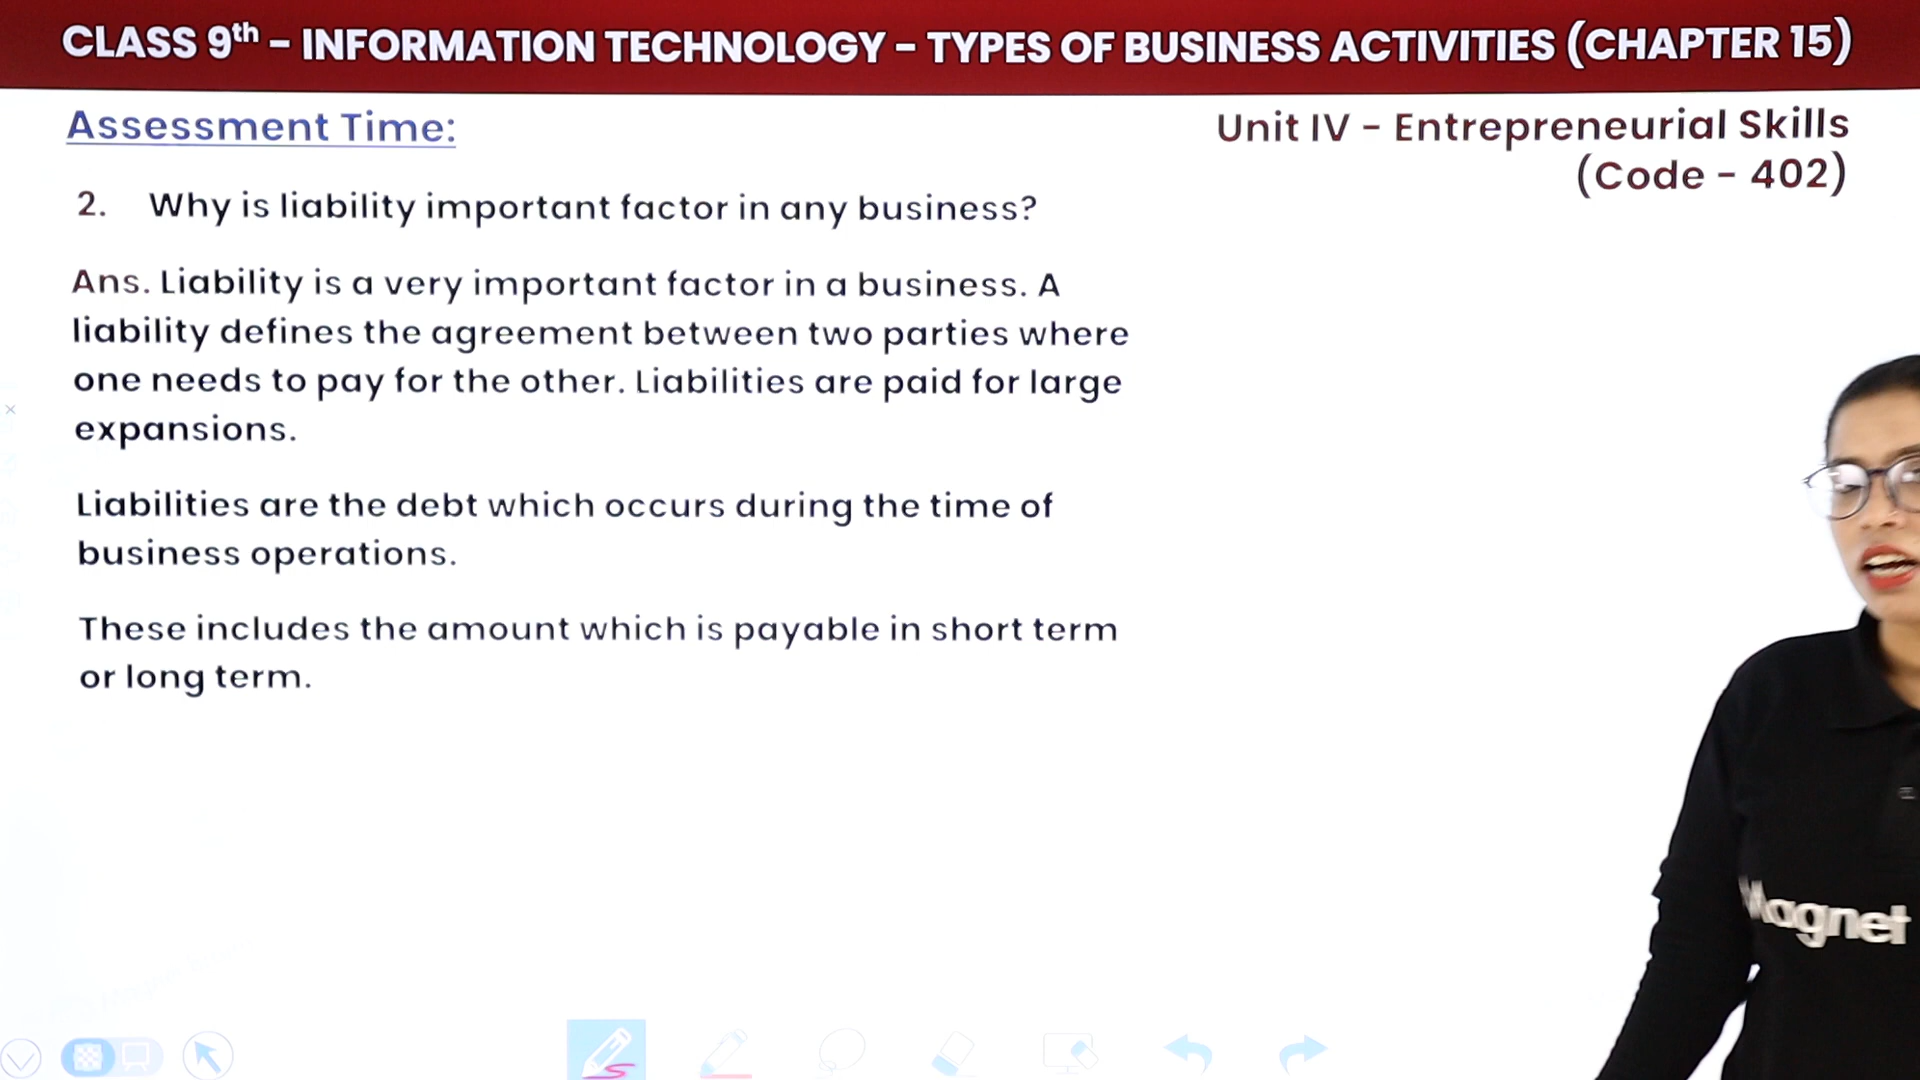 CLASS 9th – INFORMATION TECHNOLOGY – TYPES OF BUSINESS ACTIVITIES (CHAPTER 15)
Assessment Time:
Unit IV – Entrepreneurial Skills
(Code – 402)
2. Why is liability important factor in any business?
Ans. Liability is a very important factor in a business. A
liability defines the agreement between two parties where
one needs to pay for the other. Liabilities are paid for large
expansions.
Liabilities are the debt which occurs during the time of
business operations.
These includes the amount which is payable in short term
or long term.
Magnet